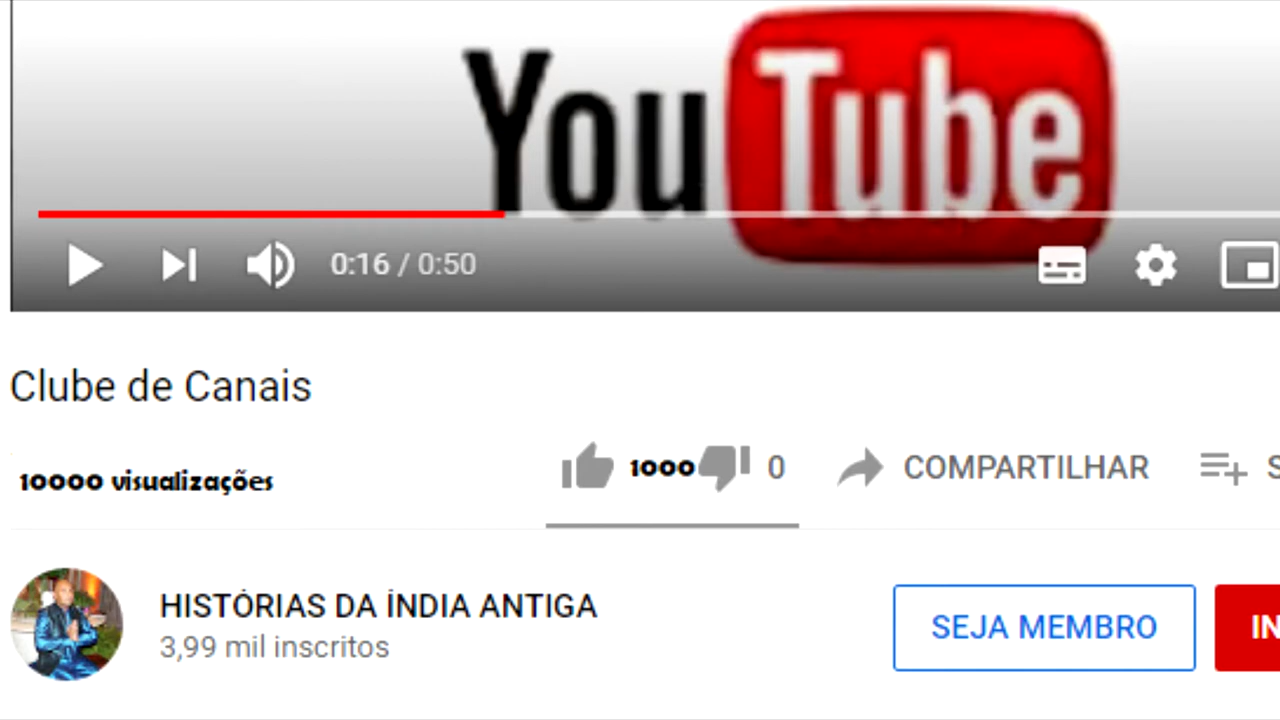 YouTube
0:16 / 0:50
Clube de Canais
10000 visualizações
1000 0 COMPARTILHAR S
HISTÓRIAS DA ÍNDIA ANTIGA
3,99 mil inscritos
SEJA MEMBRO IN